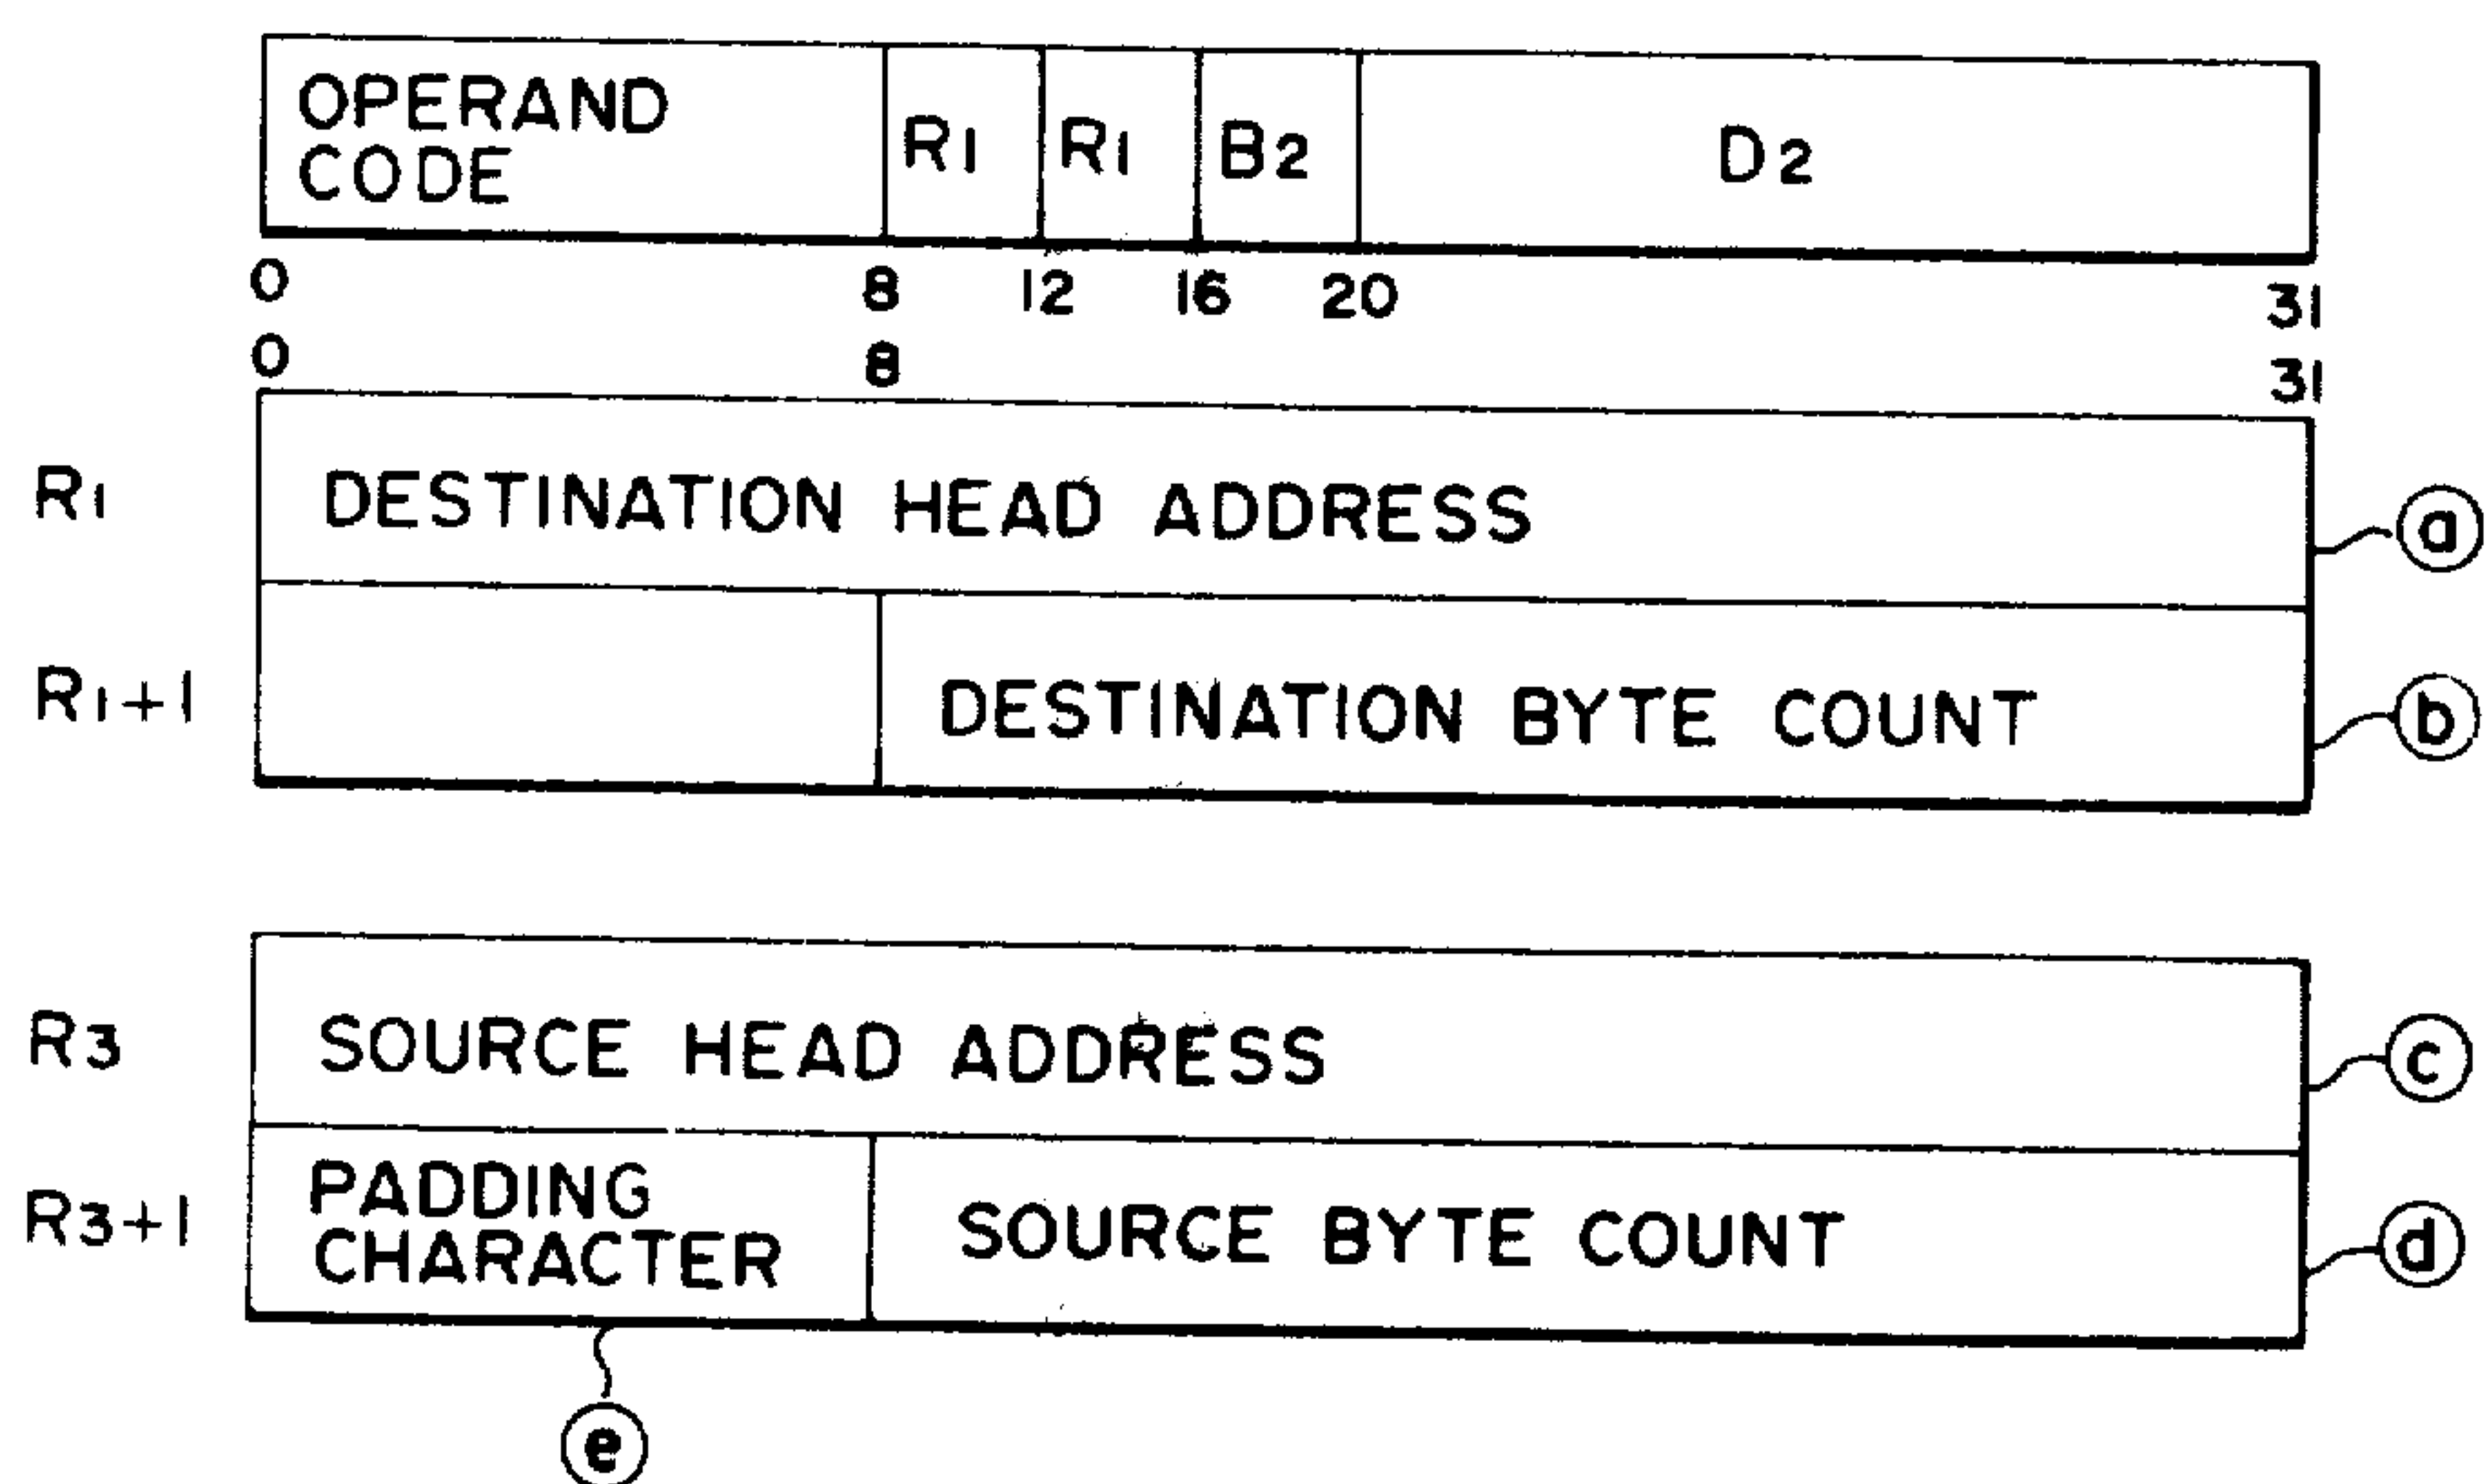 OPERAND
CODE
R1 R1 B2 D2
0 8 12 16 20 31
0 8 31
R1 DESTINATION HEAD ADDRESS a
R1+1 DESTINATION BYTE COUNT b
R3 SOURCE HEAD ADDRESS c
R3+1 PADDING
CHARACTER SOURCE BYTE COUNT d
e